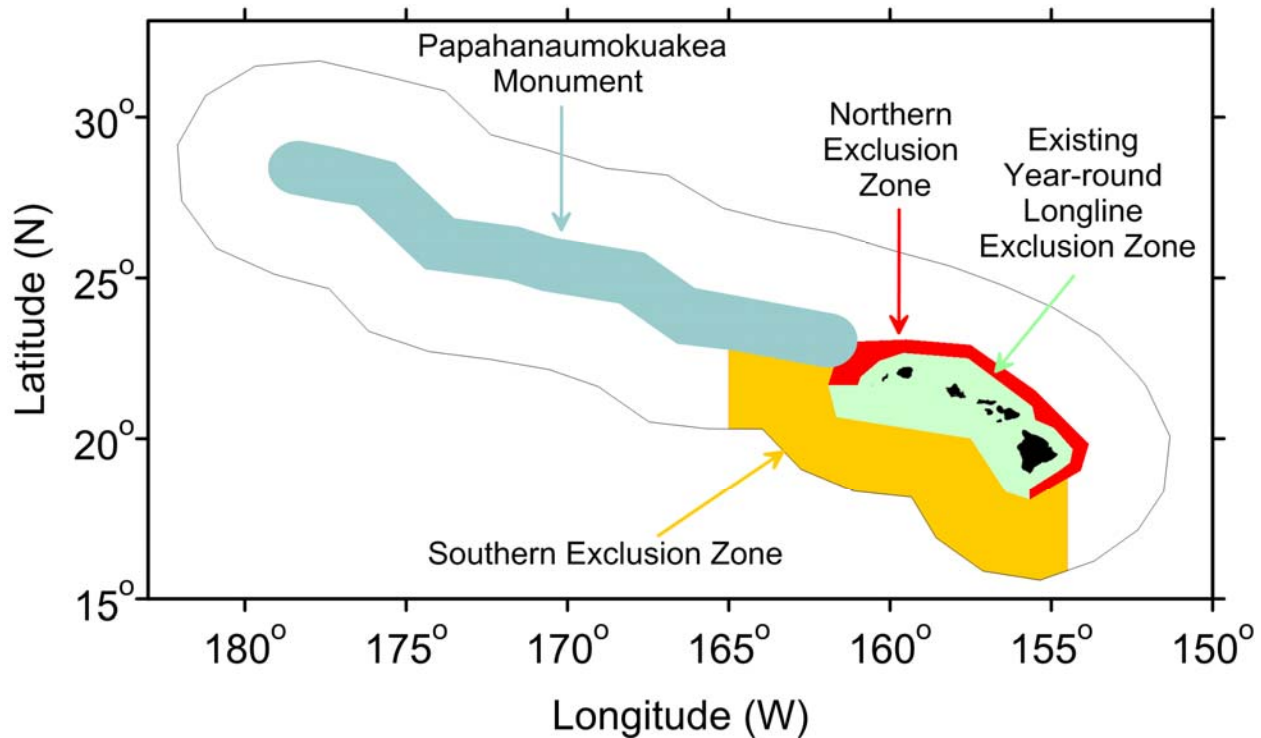 Papahanaumokuakea
Monument
Northern
Exclusion
Zone
Existing
Year-round
Longline
Exclusion Zone
Southern Exclusion Zone
Latitude (N)
30°
25°
20°
15°
180° 175° 170° 165° 160° 155° 150°
Longitude (W)